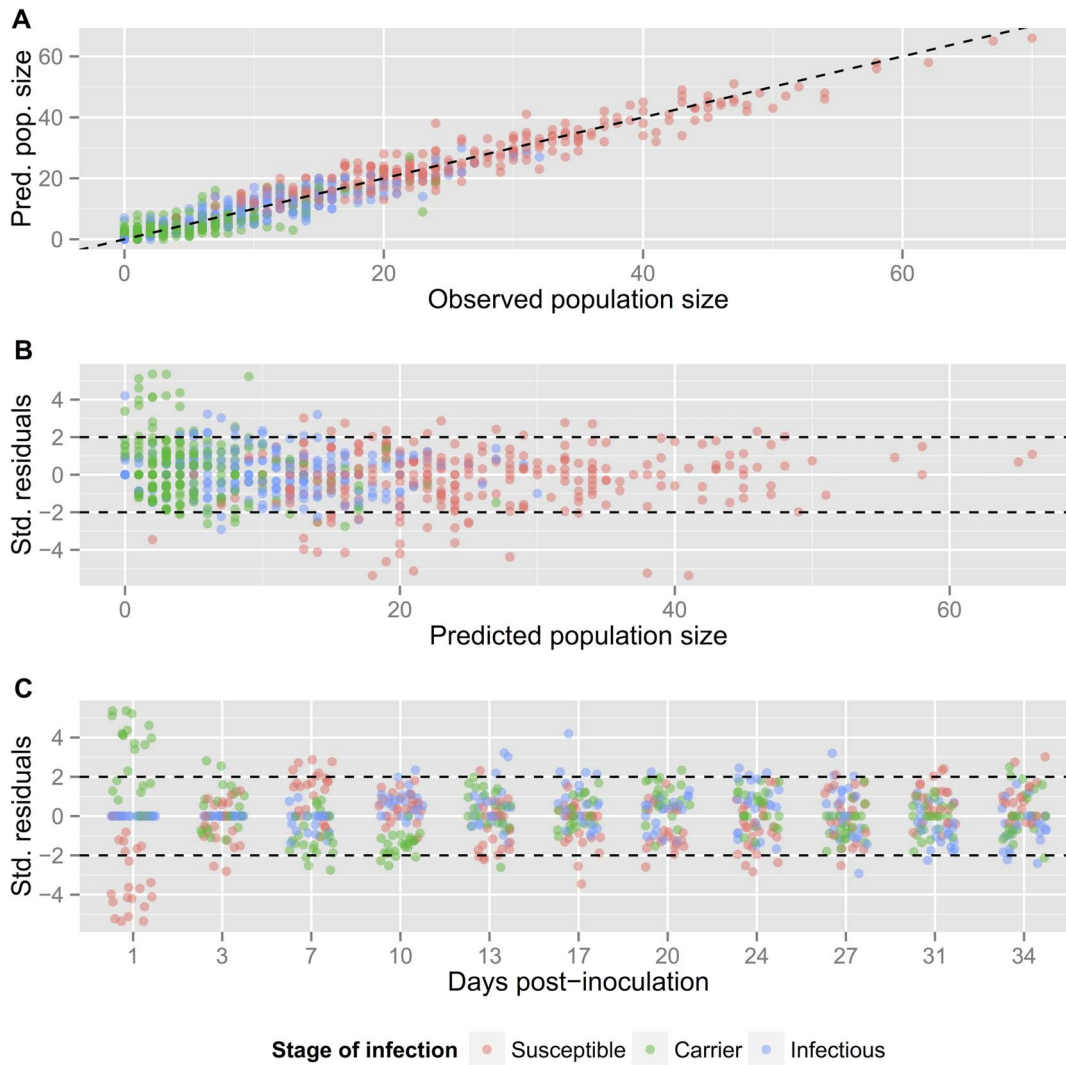 A
Pred. pop. size
60
40
20
0
0 20 40 60
Observed population size
B
Std. residuals
4
2
0
−2
−4
0 20 40 60
Predicted population size
C
Std. residuals
4
2
0
−2
−4
1 3 7 10 13 17 20 24 27 31 34
Days post−inoculation
Stage of infection Susceptible Carrier Infectious